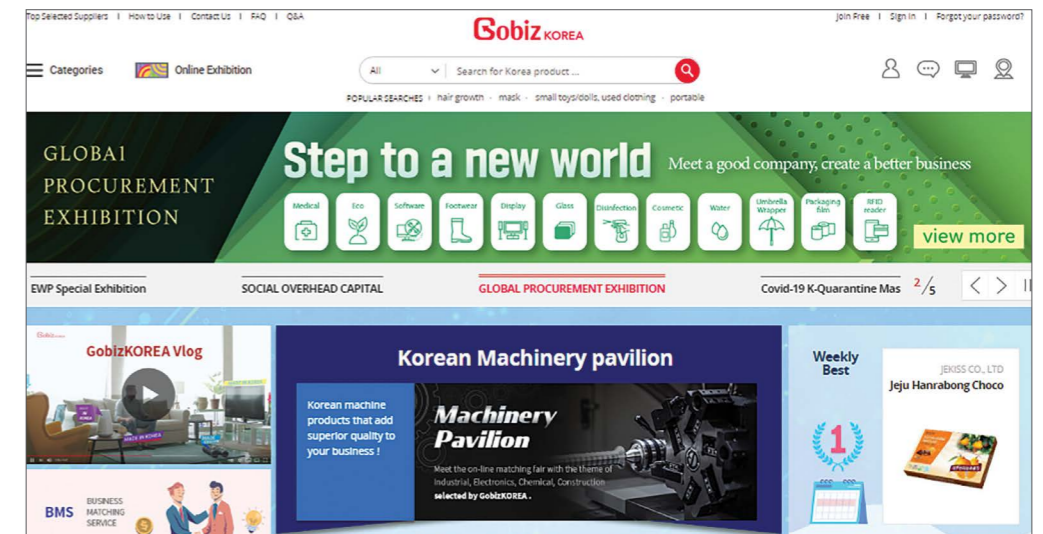 Top Selected Suppliers I How to Use I Contact Us I FAQ I Q&A
Join Free I Sign In I Forgot your password?
Gobiz KOREA
Categories
Online Exhibition
All
Search for Korea product ...
POPULAR SEARCHES : hair growth - mask - small toys/dolls, used clothing - portable
GLOBAl
PROCUREMENT
EXHIBITION
Step to a new world
Meet a good company, create a better business
Medical
Eco
Software
Footwear
Display
Glass
Disinfection
Cosmetic
Water
Umbrella
Wrapper
Packaging
film
RFID
reader
view more
EWP Special Exhibition
SOCIAL OVERHEAD CAPITAL
GLOBAL PROCUREMENT EXHIBITION
Covid-19 K-Quarantine Mas
2/5
GobizKOREA Vlog
MADE IN KOREA
BMS
BUSINESS
MATCHING
SERVICE
Korean Machinery pavilion
Korean machine
products that add
superior quality to
your business !
Machinery
Pavilion
Meet the on-line matching fair with the theme of
Industrial, Electronics, Chemical, Construction
selected by GobizKOREA .
Weekly
Best
1
JEKISS CO., LTD
Jeju Hanrabong Choco